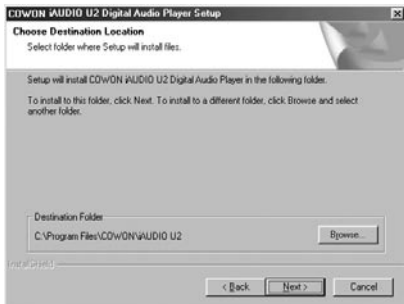 COWON iAUDIO U2 Digital Audio Player Setup
Choose Destination Location
Select folder where Setup will install files.
Setup will install COWON iAUDIO U2 Digital Audio Player in the following folder.
To install to this folder, click Next. To install to a different folder, click Browse and select
another folder.
Destination Folder
C:\Program Files\COWON\iAUDIO U2
Browse...
InstallShield
< Back
Next >
Cancel